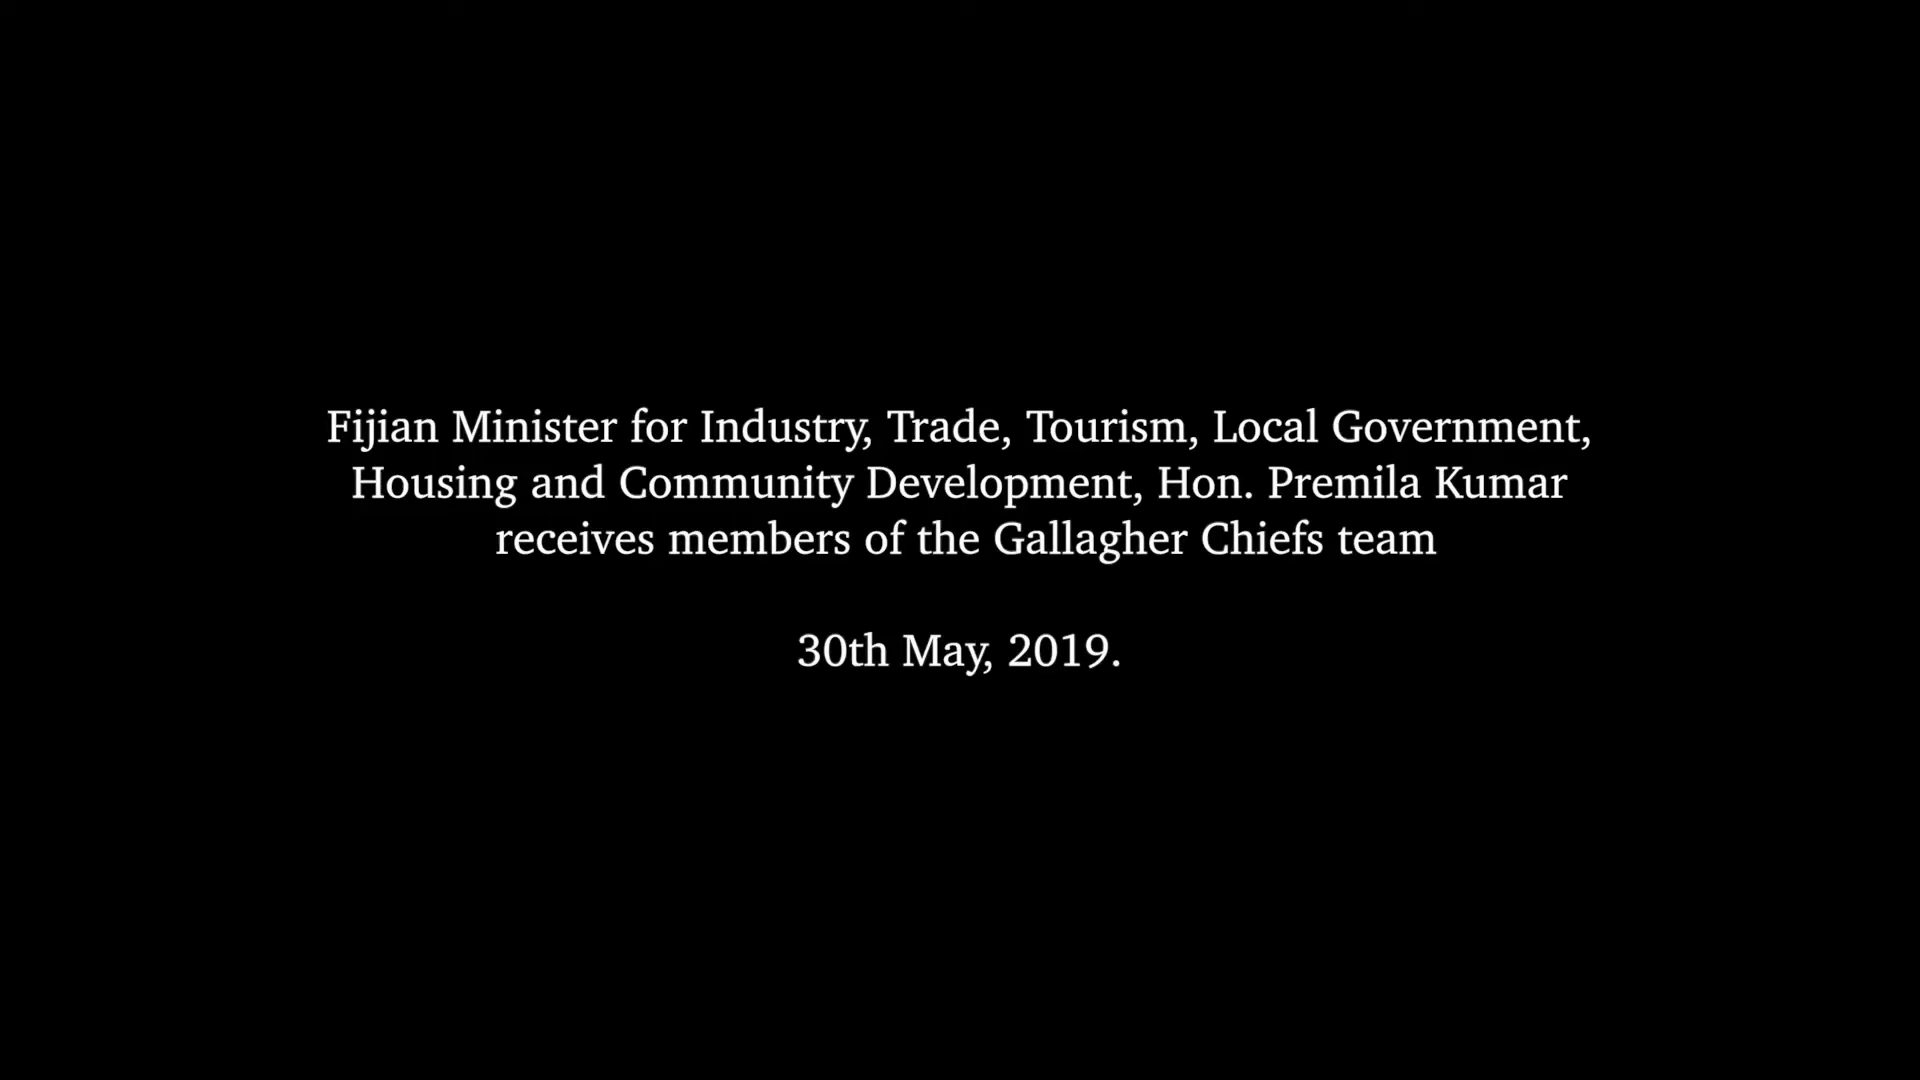 Fijian Minister for Industry, Trade, Tourism, Local Government,
Housing and Community Development, Hon. Premila Kumar
receives members of the Gallagher Chiefs team
30th May, 2019.